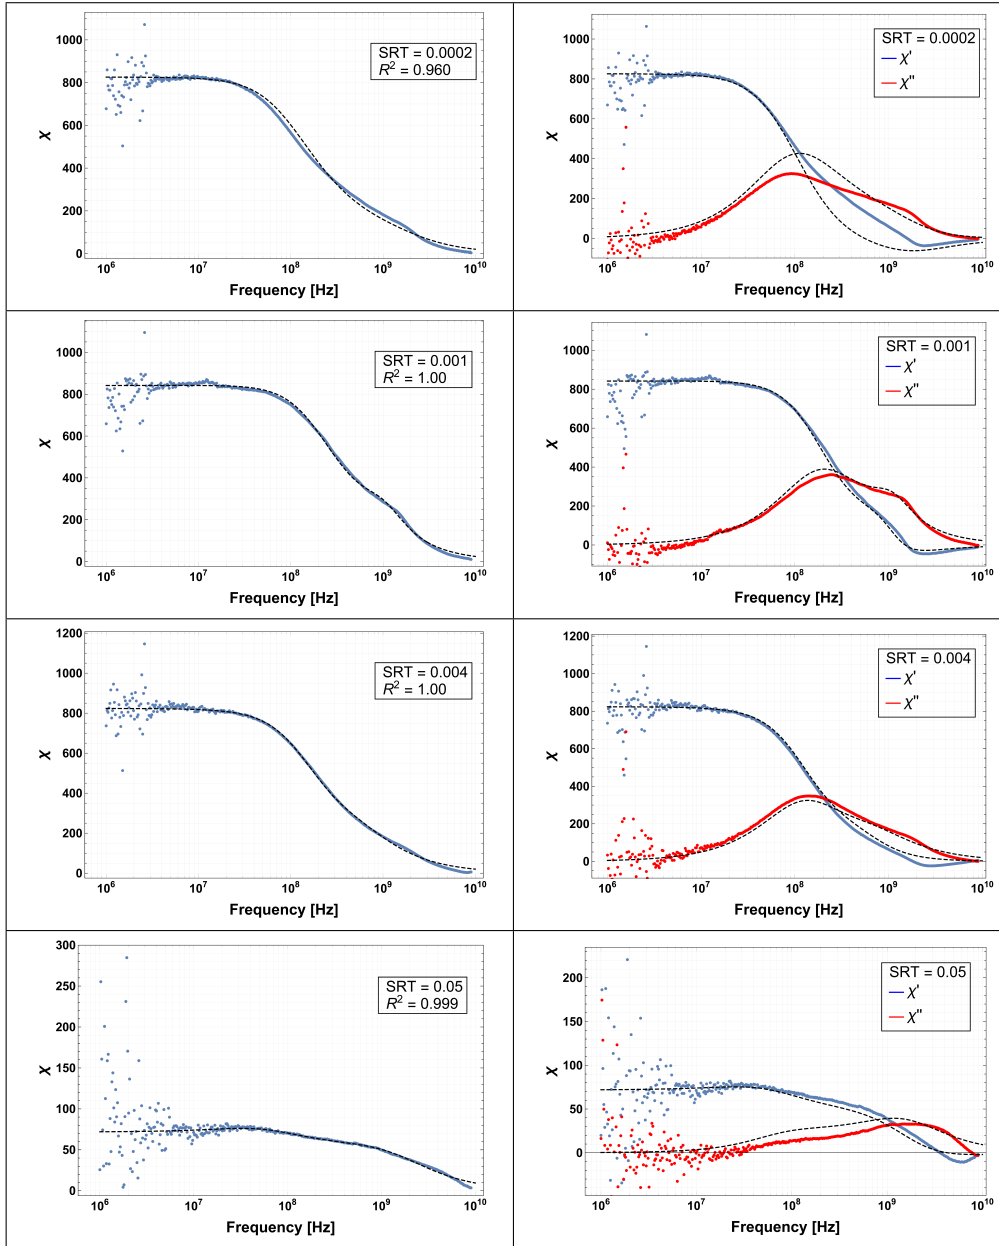 1000
800
600
400
200
0
χ
SRT = 0.0002
R² = 0.960
10⁶ 10⁷ 10⁸ 10⁹ 10¹⁰
Frequency [Hz]
1000
800
600
400
200
0
χ
SRT = 0.0002
χ'
χ"
10⁶ 10⁷ 10⁸ 10⁹ 10¹⁰
Frequency [Hz]
1000
800
600
400
200
0
χ
SRT = 0.001
R² = 1.00
10⁶ 10⁷ 10⁸ 10⁹ 10¹⁰
Frequency [Hz]
1000
800
600
400
200
0
χ
SRT = 0.001
χ'
χ"
10⁶ 10⁷ 10⁸ 10⁹ 10¹⁰
Frequency [Hz]
1200
1000
800
600
400
200
0
χ
SRT = 0.004
R² = 1.00
10⁶ 10⁷ 10⁸ 10⁹ 10¹⁰
Frequency [Hz]
1200
1000
800
600
400
200
0
χ
SRT = 0.004
χ'
χ"
10⁶ 10⁷ 10⁸ 10⁹ 10¹⁰
Frequency [Hz]
300
250
200
150
100
50
0
χ
SRT = 0.05
R² = 0.999
10⁶ 10⁷ 10⁸ 10⁹ 10¹⁰
Frequency [Hz]
200
150
100
50
0
χ
SRT = 0.05
χ'
χ"
10⁶ 10⁷ 10⁸ 10⁹ 10¹⁰
Frequency [Hz]